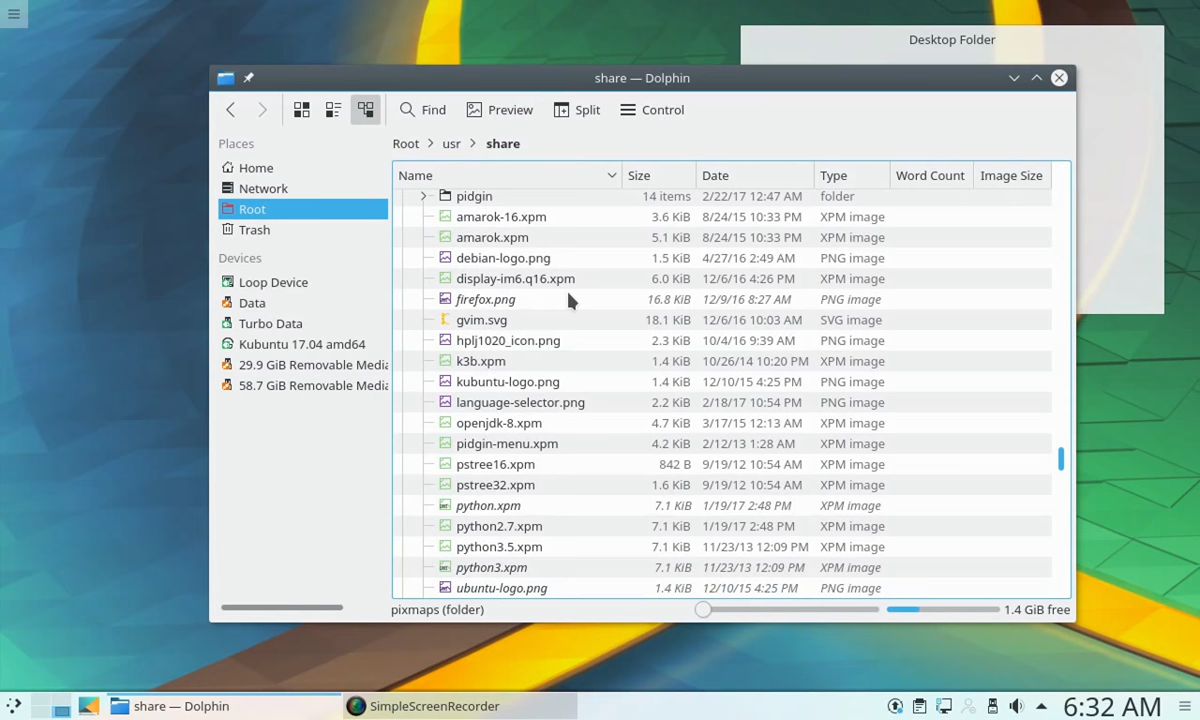 Desktop Folder
share — Dolphin
Find Preview Split Control
Places
Home
Network
Root
Trash
Devices
Loop Device
Data
Turbo Data
Kubuntu 17.04 amd64
29.9 GiB Removable Media
58.7 GiB Removable Media
Root > usr > share
Name Size Date Type Word Count Image Size
pidgin 14 items 2/22/17 12:47 AM folder
amarok-16.xpm 3.6 KiB 8/24/15 10:33 PM XPM image
amarok.xpm 5.1 KiB 8/24/15 10:33 PM XPM image
debian-logo.png 1.5 KiB 4/27/16 2:49 AM PNG image
display-im6.q16.xpm 6.0 KiB 12/6/16 4:26 PM XPM image
firefox.png 16.8 KiB 12/9/16 8:27 AM PNG image
gvim.svg 18.1 KiB 12/6/16 10:03 AM SVG image
hplj1020_icon.png 2.3 KiB 10/4/16 9:39 AM PNG image
k3b.xpm 1.4 KiB 10/26/14 10:20 PM XPM image
kubuntu-logo.png 1.4 KiB 12/10/15 4:25 PM PNG image
language-selector.png 2.2 KiB 2/18/17 10:54 PM PNG image
openjdk-8.xpm 4.7 KiB 3/17/15 12:13 AM XPM image
pidgin-menu.xpm 4.2 KiB 2/12/13 1:28 AM XPM image
pstree16.xpm 842 B 9/19/12 10:54 AM XPM image
pstree32.xpm 1.6 KiB 9/19/12 10:54 AM XPM image
python.xpm 7.1 KiB 1/19/17 2:48 PM XPM image
python2.7.xpm 7.1 KiB 1/19/17 2:48 PM XPM image
python3.5.xpm 7.1 KiB 11/23/13 12:09 PM XPM image
python3.xpm 7.1 KiB 11/23/13 12:09 PM XPM image
ubuntu-logo.png 1.4 KiB 12/10/15 4:25 PM PNG image
pixmaps (folder) 1.4 GiB free
share — Dolphin SimpleScreenRecorder 6:32 AM